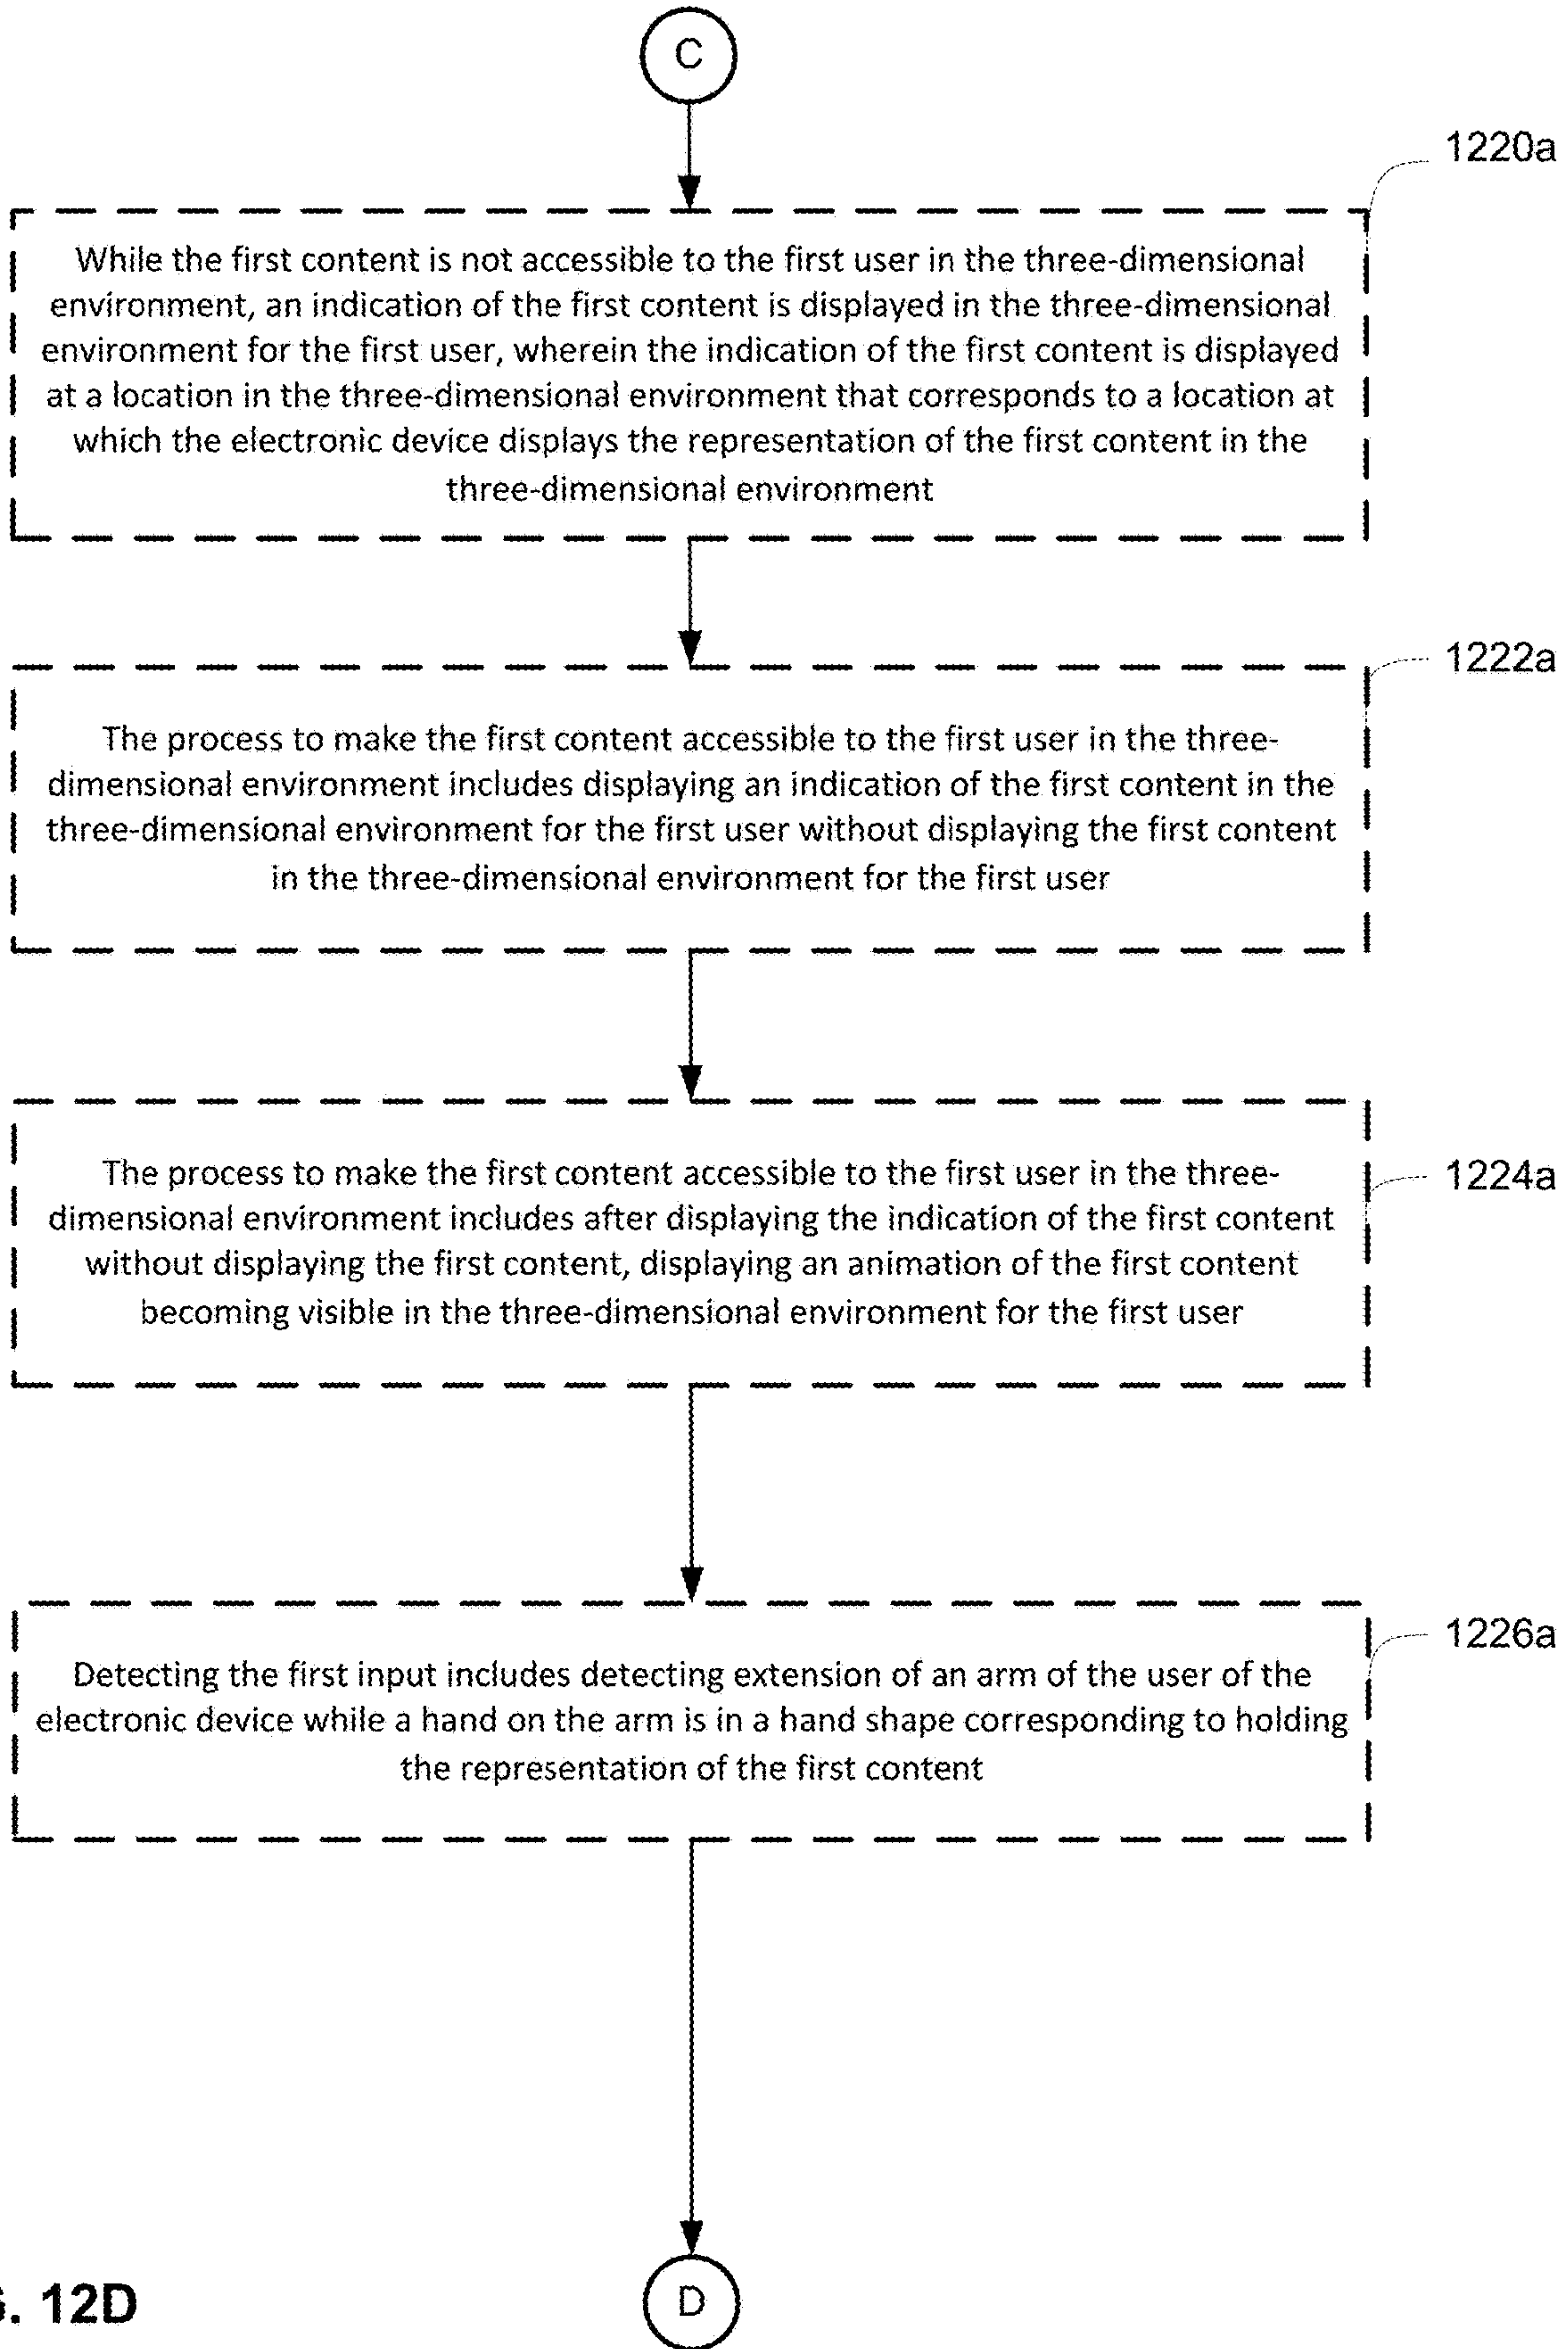 C
1220a
While the first content is not accessible to the first user in the three-dimensional
environment, an indication of the first content is displayed in the three-dimensional
environment for the first user, wherein the indication of the first content is displayed
at a location in the three-dimensional environment that corresponds to a location at
which the electronic device displays the representation of the first content in the
three-dimensional environment
1222a
The process to make the first content accessible to the first user in the three-
dimensional environment includes displaying an indication of the first content in the
three-dimensional environment for the first user without displaying the first content
in the three-dimensional environment for the first user
1224a
The process to make the first content accessible to the first user in the three-
dimensional environment includes after displaying the indication of the first content
without displaying the first content, displaying an animation of the first content
becoming visible in the three-dimensional environment for the first user
1226a
Detecting the first input includes detecting extension of an arm of the user of the
electronic device while a hand on the arm is in a hand shape corresponding to holding
the representation of the first content
D
12D